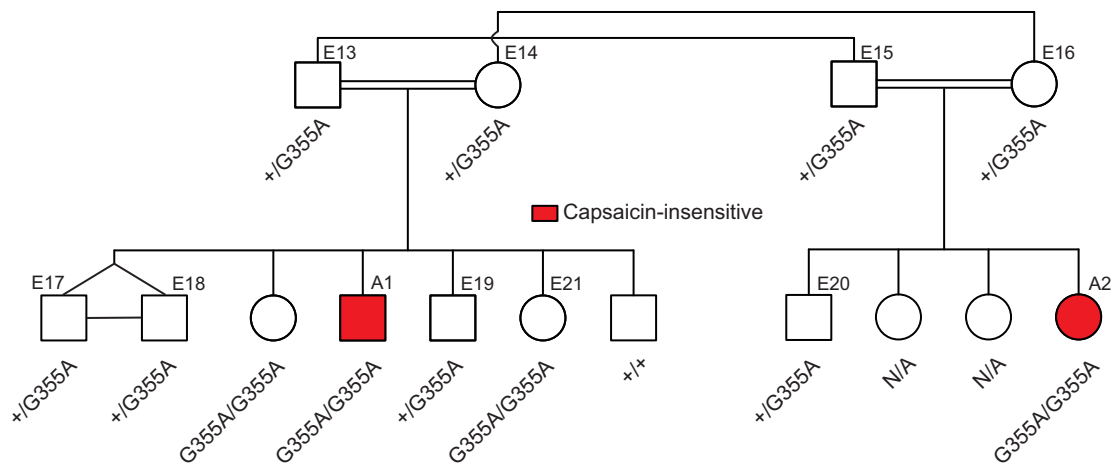 E13
E14
E15
E16
+/G355A
+/G355A
+/G355A
+/G355A
Capsaicin-insensitive
E17
E18
A1
E19
E21
E20
A2
+/G355A
+/G355A
G355A/G355A
G355A/G355A
+/G355A
G355A/G355A
+/+
+/G355A
N/A
N/A
G355A/G355A